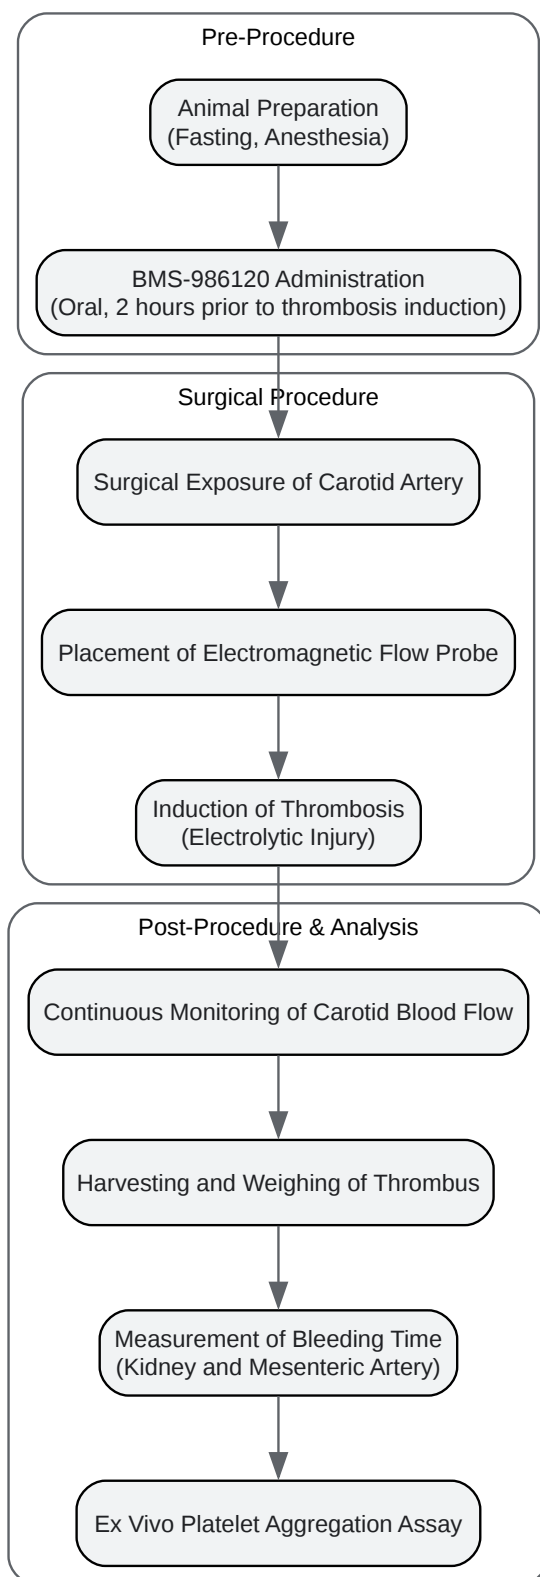 Pre-Procedure
Animal Preparation
(Fasting, Anesthesia)
BMS-986120 Administration
(Oral, 2 hours prior to thrombosis induction)
Surgical Procedure
Surgical Exposure of Carotid Artery
Placement of Electromagnetic Flow Probe
Induction of Thrombosis
(Electrolytic Injury)
Post-Procedure & Analysis
Continuous Monitoring of Carotid Blood Flow
Harvesting and Weighing of Thrombus
Measurement of Bleeding Time
(Kidney and Mesenteric Artery)
Ex Vivo Platelet Aggregation Assay